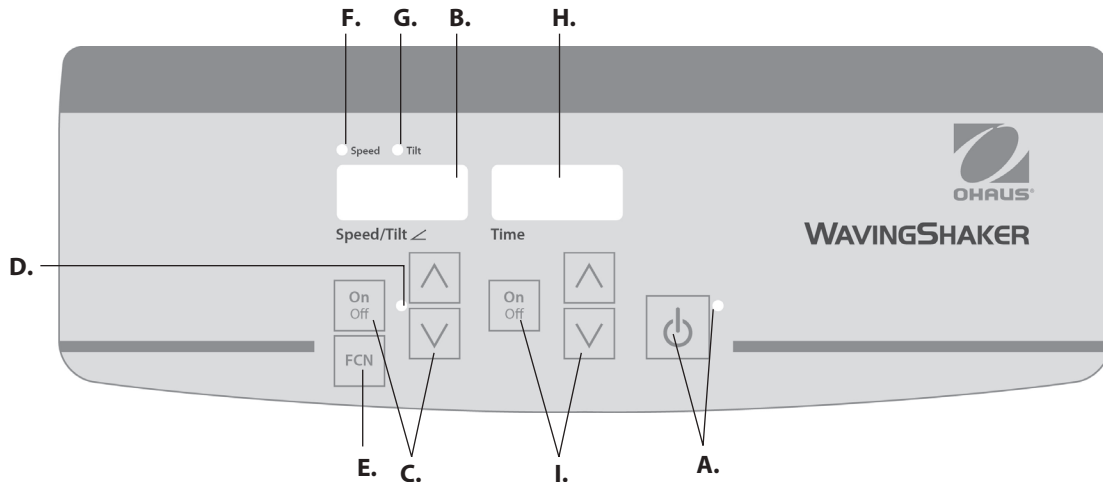 F. G. B. H.
Speed Tilt
OHAUS®
Speed/Tilt Time
WAVINGSHAKER
D.
On
Off
On
Off
FCN
E. C. I. A.